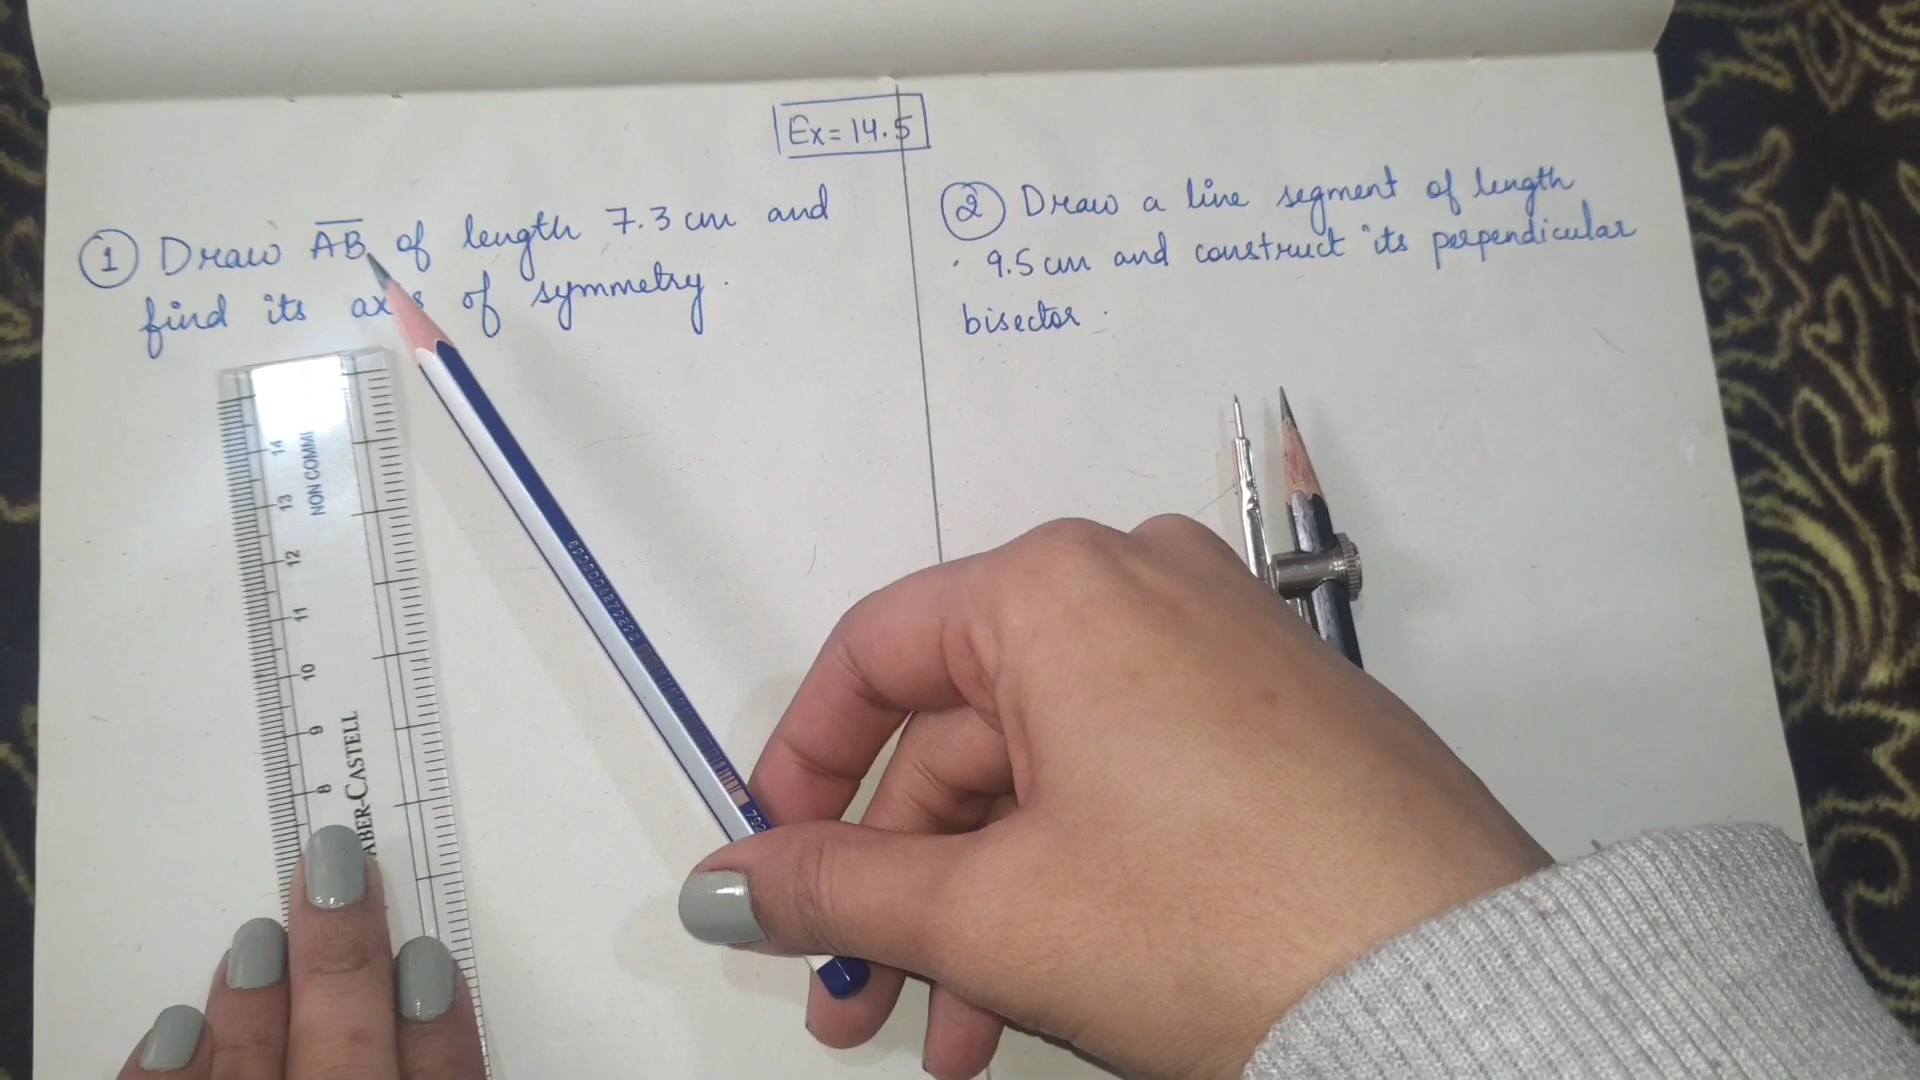 Ex = 14.5
① Draw AB of length 7.3 cm and
find its axis of symmetry.
② Draw a line segment of length
9.5 cm and construct its perpendicular
bisector.
14
NON COMM
13
12
11
10
9
8
ABER-CASTELL